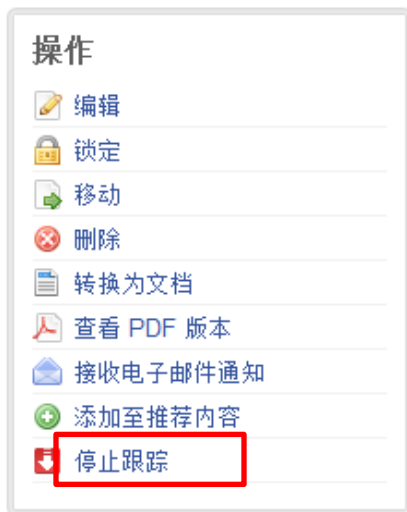 操作
编辑
锁定
移动
删除
转换为文档
查看 PDF 版本
接收电子邮件通知
添加至推荐内容
停止跟踪